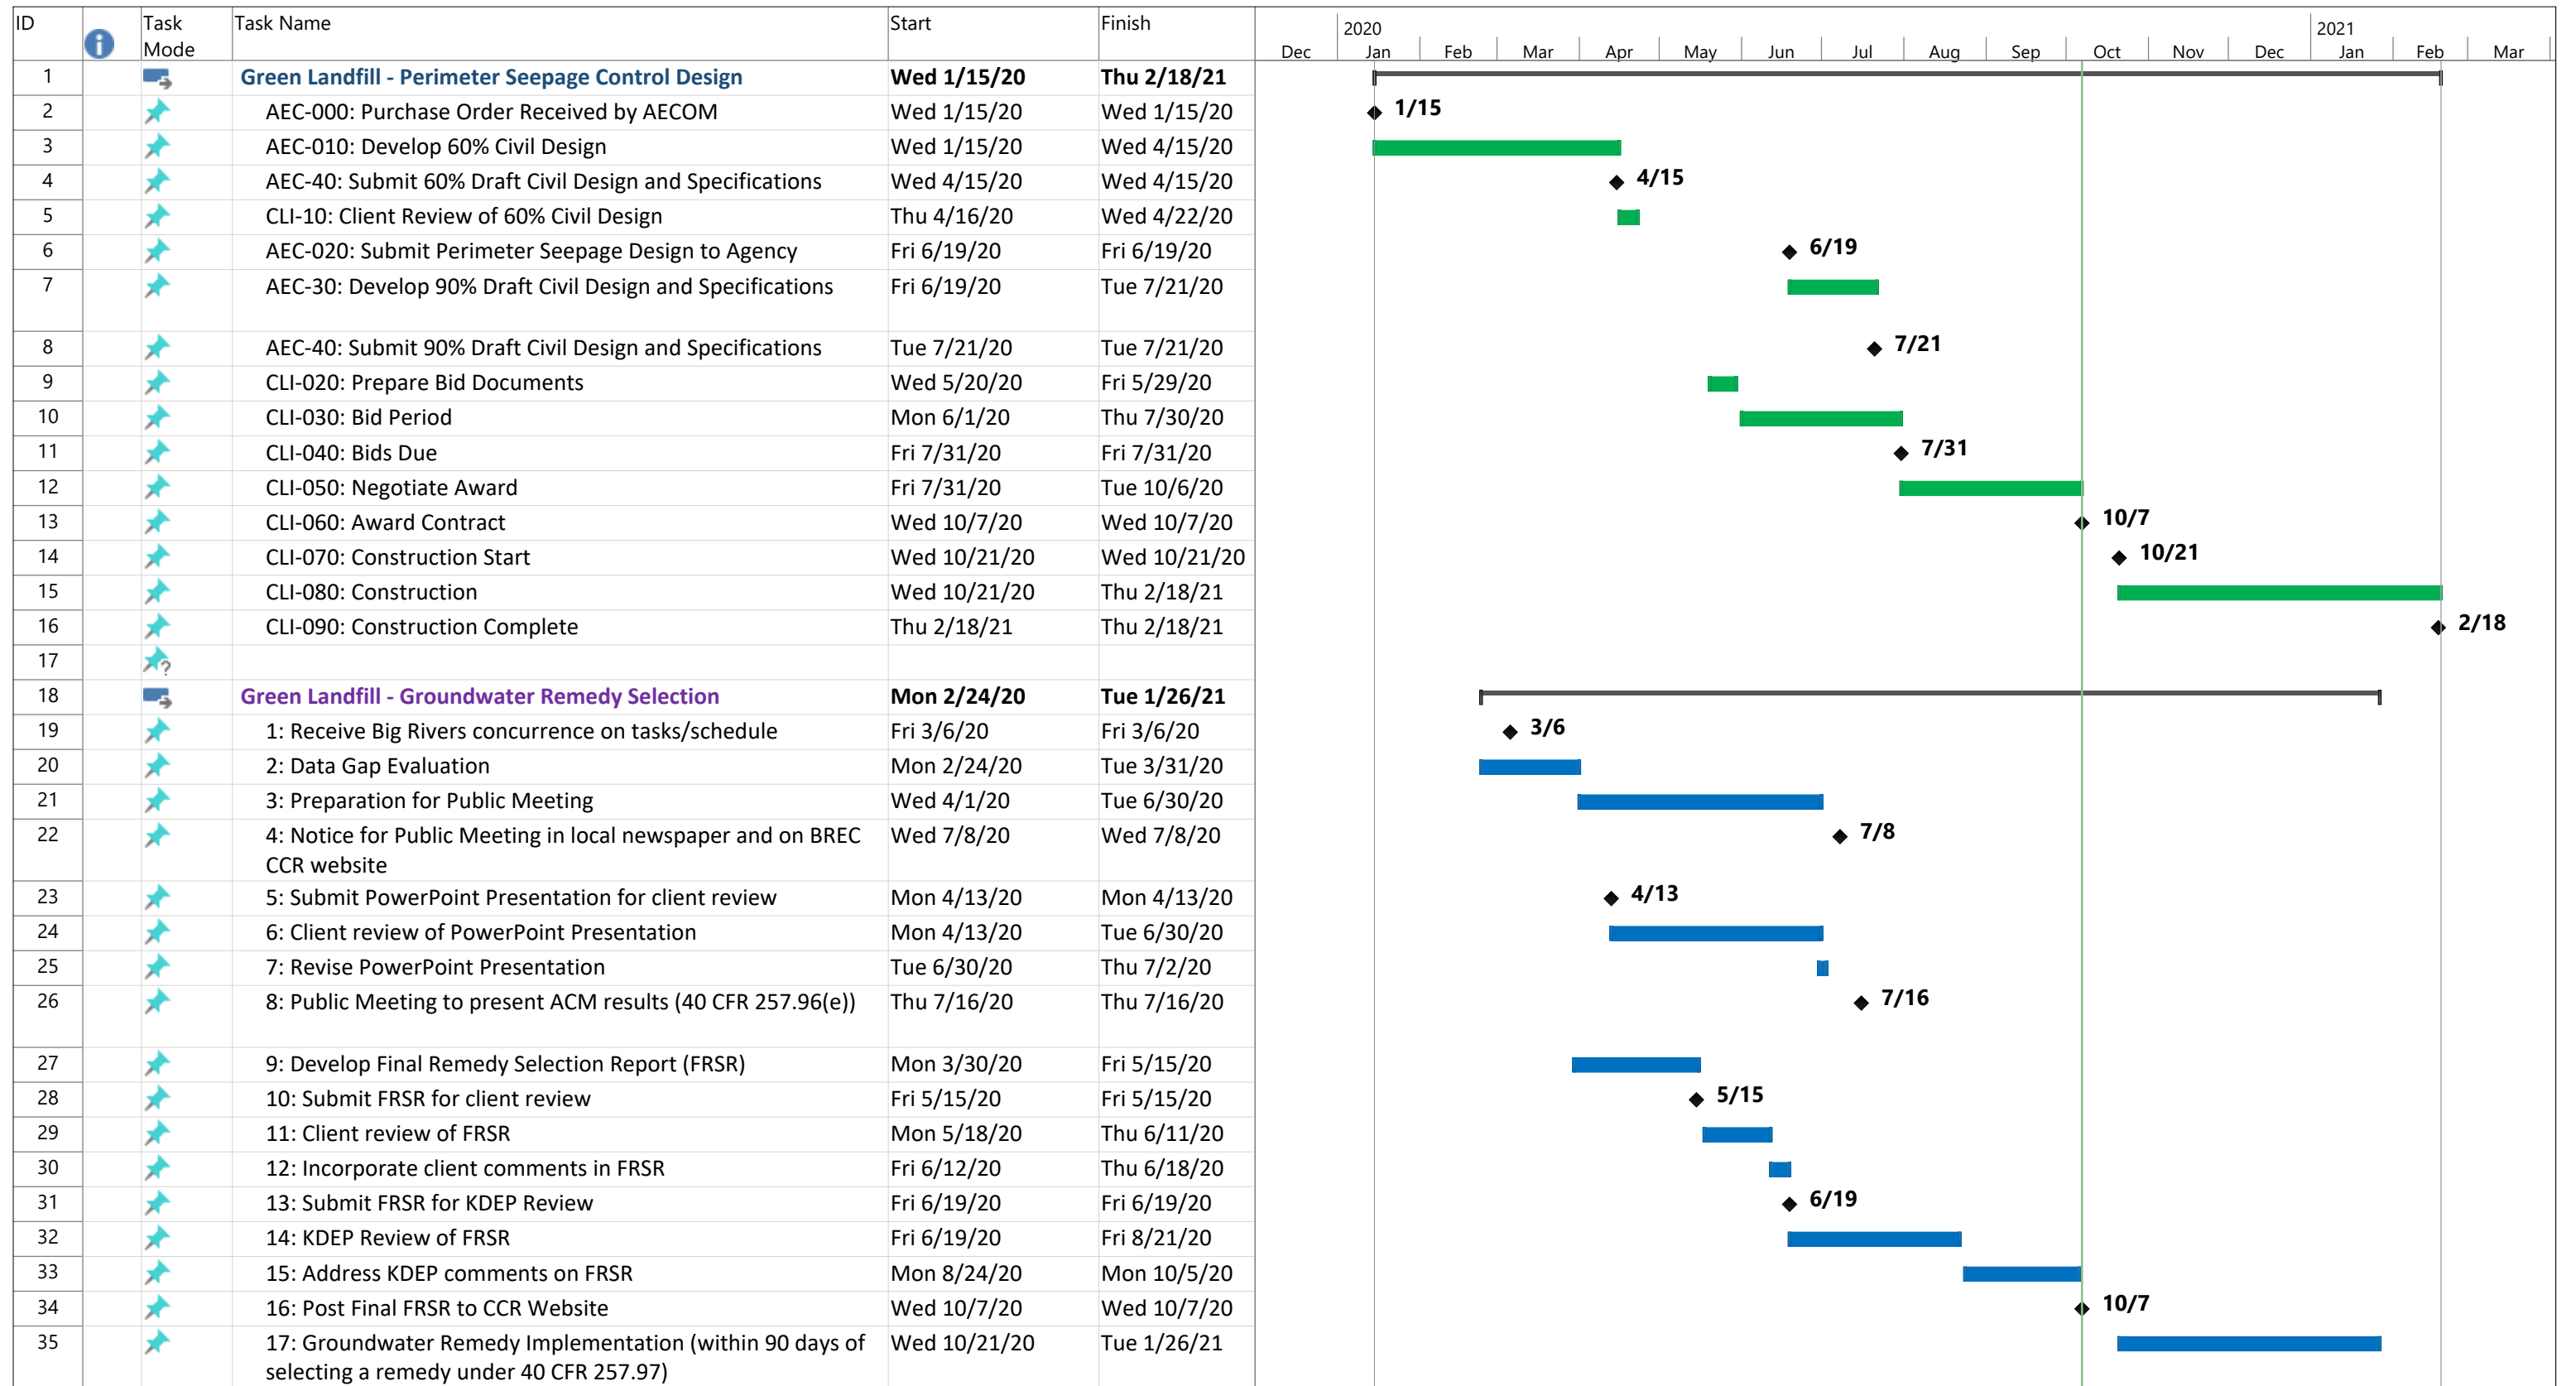 ID Task Mode Task Name Start Finish
2020 2021
Dec Jan Feb Mar Apr May Jun Jul Aug Sep Oct Nov Dec Jan Feb Mar
1 Green Landfill - Perimeter Seepage Control Design Wed 1/15/20 Thu 2/18/21
2 AEC-000: Purchase Order Received by AECOM Wed 1/15/20 Wed 1/15/20 1/15
3 AEC-010: Develop 60% Civil Design Wed 1/15/20 Wed 4/15/20
4 AEC-40: Submit 60% Draft Civil Design and Specifications Wed 4/15/20 Wed 4/15/20 4/15
5 CLI-10: Client Review of 60% Civil Design Thu 4/16/20 Wed 4/22/20
6 AEC-020: Submit Perimeter Seepage Design to Agency Fri 6/19/20 Fri 6/19/20 6/19
7 AEC-30: Develop 90% Draft Civil Design and Specifications Fri 6/19/20 Tue 7/21/20
8 AEC-40: Submit 90% Draft Civil Design and Specifications Tue 7/21/20 Tue 7/21/20 7/21
9 CLI-020: Prepare Bid Documents Wed 5/20/20 Fri 5/29/20
10 CLI-030: Bid Period Mon 6/1/20 Thu 7/30/20
11 CLI-040: Bids Due Fri 7/31/20 Fri 7/31/20 7/31
12 CLI-050: Negotiate Award Fri 7/31/20 Tue 10/6/20
13 CLI-060: Award Contract Wed 10/7/20 Wed 10/7/20 10/7
14 CLI-070: Construction Start Wed 10/21/20 Wed 10/21/20 10/21
15 CLI-080: Construction Wed 10/21/20 Thu 2/18/21
16 CLI-090: Construction Complete Thu 2/18/21 Thu 2/18/21 2/18
17 ?
18 Green Landfill - Groundwater Remedy Selection Mon 2/24/20 Tue 1/26/21
19 1: Receive Big Rivers concurrence on tasks/schedule Fri 3/6/20 Fri 3/6/20 3/6
20 2: Data Gap Evaluation Mon 2/24/20 Tue 3/31/20
21 3: Preparation for Public Meeting Wed 4/1/20 Tue 6/30/20
22 4: Notice for Public Meeting in local newspaper and on BREC Wed 7/8/20 Wed 7/8/20 7/8
CCR website
23 5: Submit PowerPoint Presentation for client review Mon 4/13/20 Mon 4/13/20 4/13
24 6: Client review of PowerPoint Presentation Mon 4/13/20 Tue 6/30/20
25 7: Revise PowerPoint Presentation Tue 6/30/20 Thu 7/2/20
26 8: Public Meeting to present ACM results (40 CFR 257.96(e)) Thu 7/16/20 Thu 7/16/20 7/16
27 9: Develop Final Remedy Selection Report (FRSR) Mon 3/30/20 Fri 5/15/20
28 10: Submit FRSR for client review Fri 5/15/20 Fri 5/15/20 5/15
29 11: Client review of FRSR Mon 5/18/20 Thu 6/11/20
30 12: Incorporate client comments in FRSR Fri 6/12/20 Thu 6/18/20
31 13: Submit FRSR for KDEP Review Fri 6/19/20 Fri 6/19/20 6/19
32 14: KDEP Review of FRSR Fri 6/19/20 Fri 8/21/20
33 15: Address KDEP comments on FRSR Mon 8/24/20 Mon 10/5/20
34 16: Post Final FRSR to CCR Website Wed 10/7/20 Wed 10/7/20 10/7
35 17: Groundwater Remedy Implementation (within 90 days of Wed 10/21/20 Tue 1/26/21
selecting a remedy under 40 CFR 257.97)